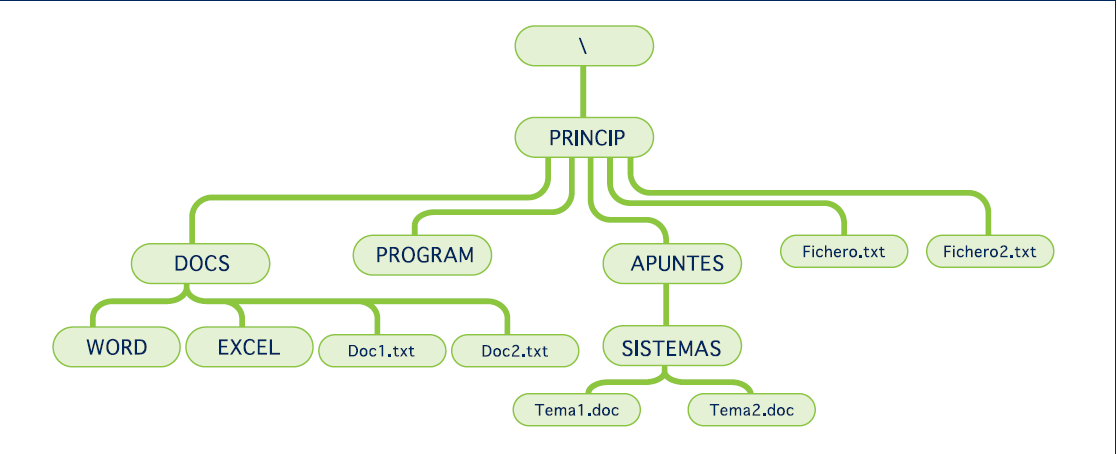 \
PRINCIP
DOCS
PROGRAM
APUNTES
Fichero.txt
Fichero2.txt
WORD
EXCEL
Doc1.txt
Doc2.txt
SISTEMAS
Tema1.doc
Tema2.doc